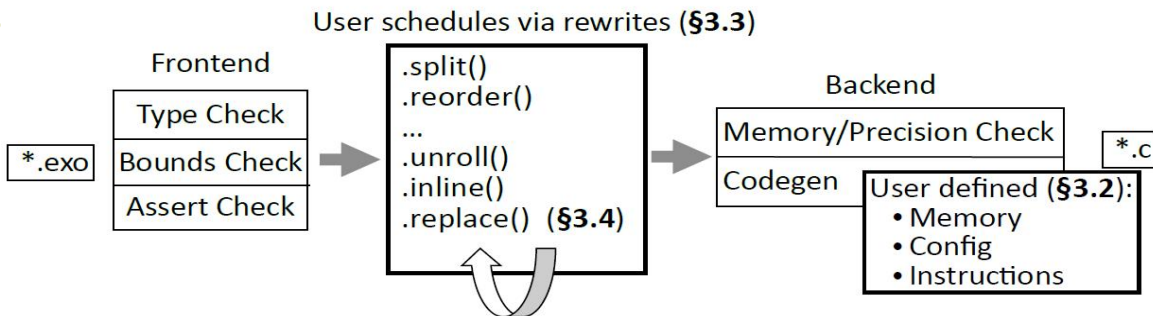 User schedules via rewrites (§3.3)
Frontend
*.exo
Type Check
Bounds Check
Assert Check
.split()
.reorder()
...
.unroll()
.inline()
.replace() (§3.4)
Backend
Memory/Precision Check
Codegen
User defined (§3.2):
• Memory
• Config
• Instructions
*.c